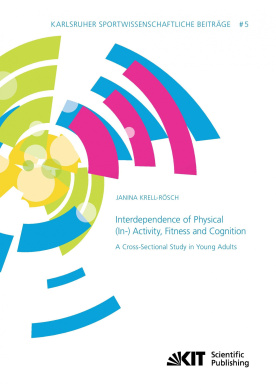 KARLSRUHER SPORTWISSENSCHAFTLICHE BEITRÄGE #5
JANINA KRELL-RÖSCH
Interdependence of Physical
(In-) Activity, Fitness and Cognition
A Cross-Sectional Study in Young Adults
KIT Scientific
Publishing